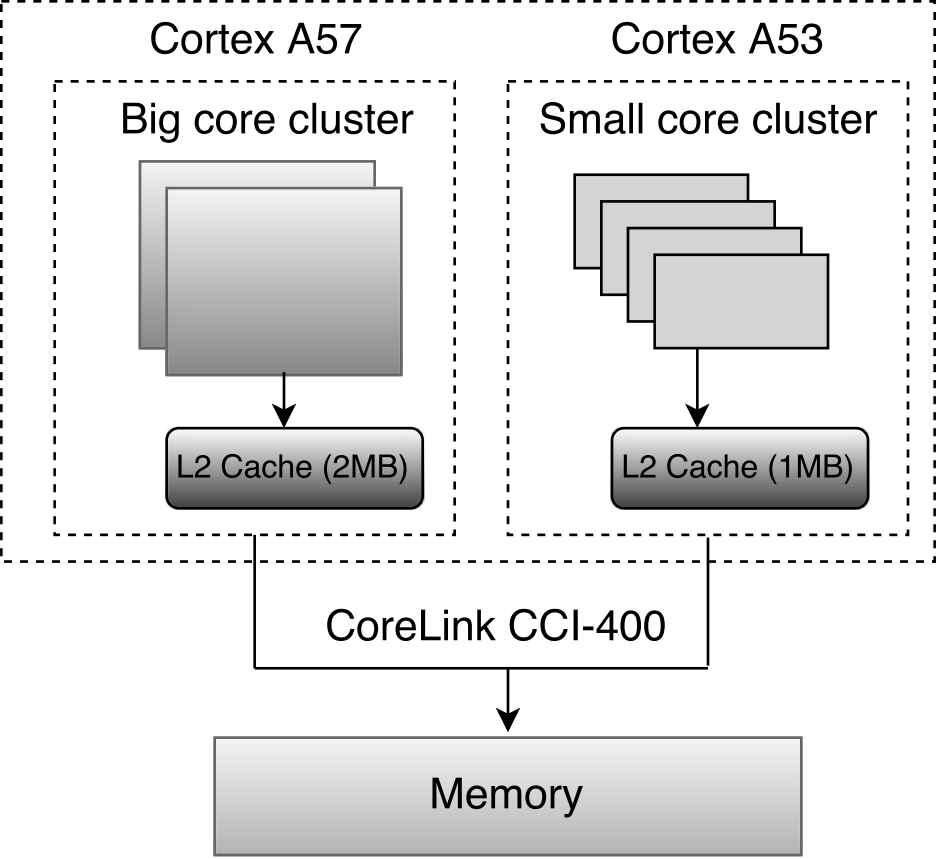 Cortex A57
Cortex A53
Big core cluster
Small core cluster
L2 Cache (2MB)
L2 Cache (1MB)
CoreLink CCI-400
Memory